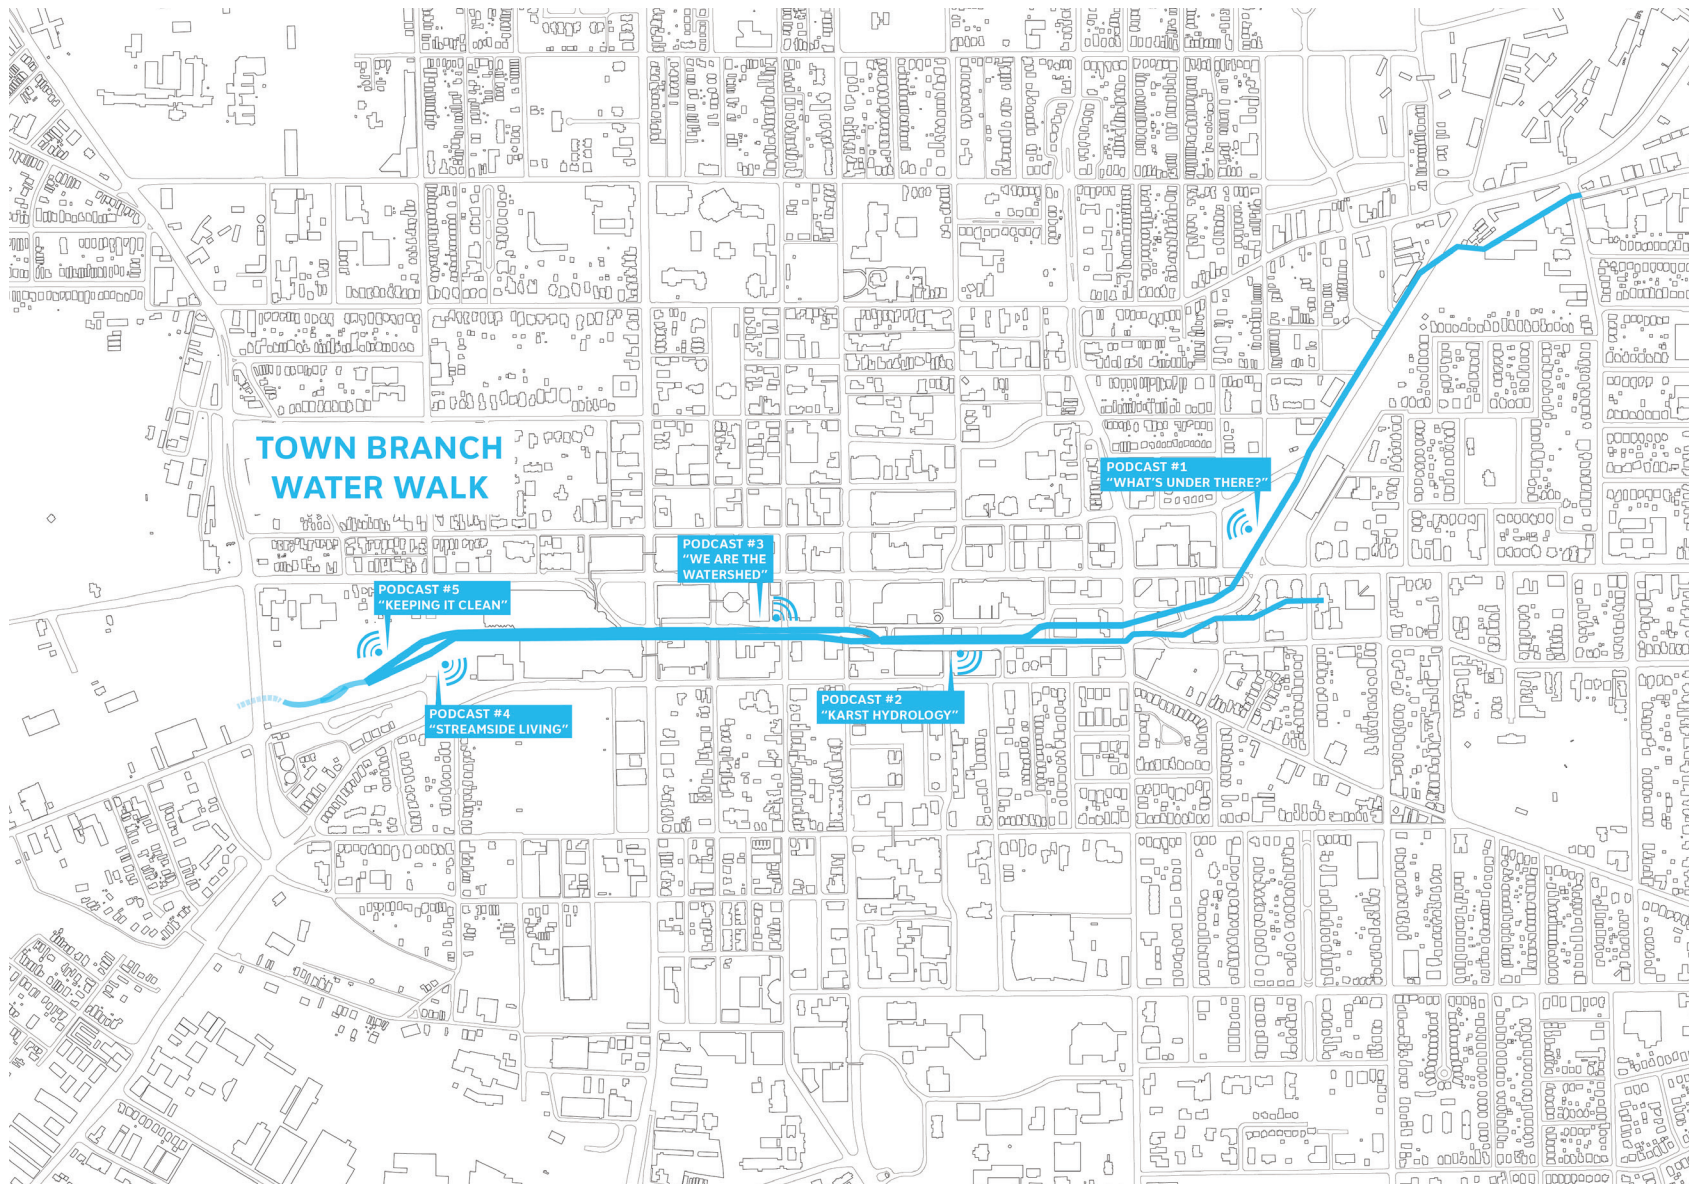 TOWN BRANCH
WATER WALK
PODCAST #1
“WHAT’S UNDER THERE?”
PODCAST #3
“WE ARE THE
WATERSHED”
PODCAST #5
“KEEPING IT CLEAN”
PODCAST #2
“KARST HYDROLOGY”
PODCAST #4
“STREAMSIDE LIVING”